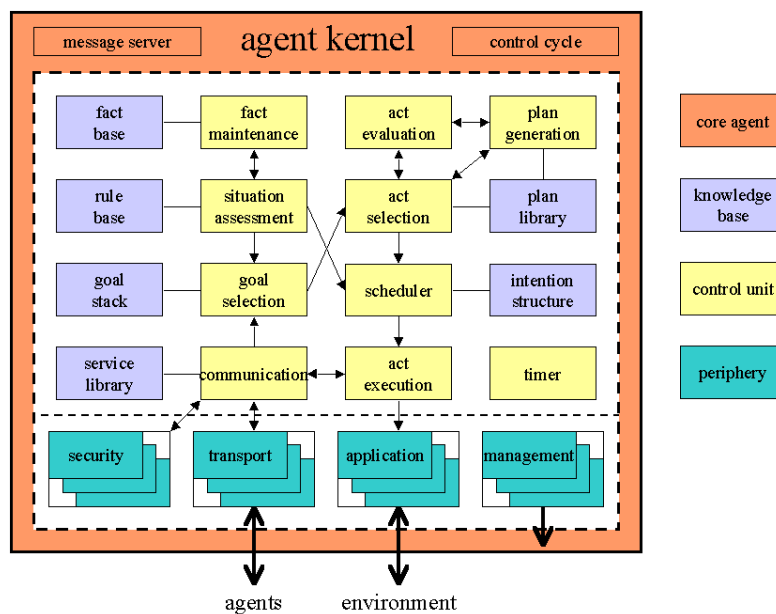 message server
agent kernel
control cycle
fact
base
fact
maintenance
act
evaluation
plan
generation
core agent
rule
base
situation
assessment
act
selection
plan
library
knowledge
base
goal
stack
goal
selection
scheduler
intention
structure
control unit
service
library
communication
act
execution
timer
periphery
security
transport
application
management
agents
environment